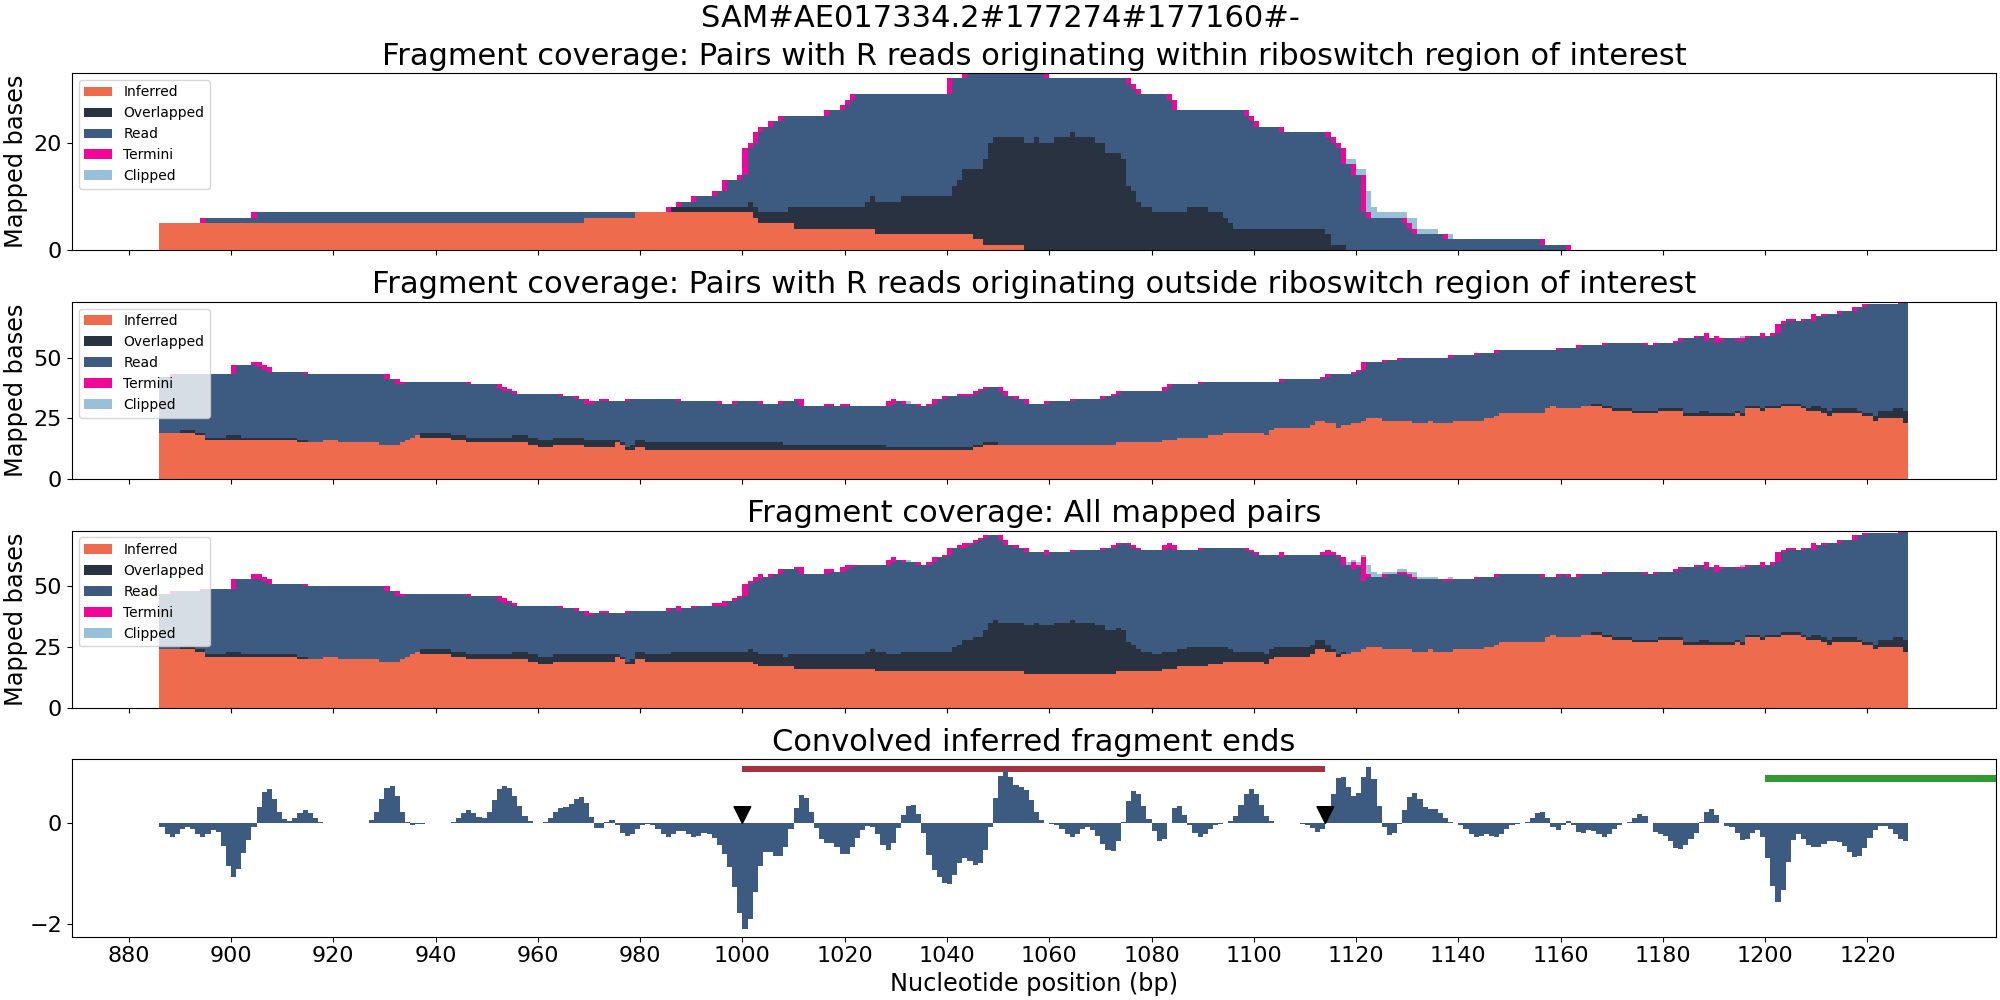 SAM#AE017334.2#177274#177160#-
Fragment coverage: Pairs with R reads originating within riboswitch region of interest
Mapped bases
20
0
Inferred
Overlapped
Read
Termini
Clipped
Fragment coverage: Pairs with R reads originating outside riboswitch region of interest
Mapped bases
50
25
0
Inferred
Overlapped
Read
Termini
Clipped
Fragment coverage: All mapped pairs
Mapped bases
50
25
0
Inferred
Overlapped
Read
Termini
Clipped
Convolved inferred fragment ends
0
−2
880 900 920 940 960 980 1000 1020 1040 1060 1080 1100 1120 1140 1160 1180 1200 1220
Nucleotide position (bp)